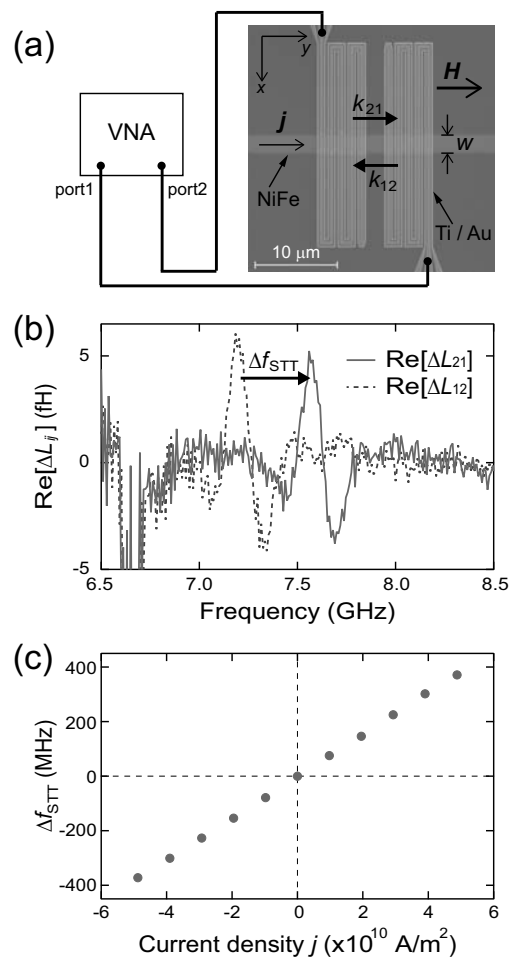 (a)
VNA
port1
port2
y
x
j
NiFe
k21
k12
H
w
Ti / Au
10 μm
(b)
ΔfSTT
Re[ΔL21]
Re[ΔL12]
Re[ΔLij] (fH)
5
0
-5
6.5 7.0 7.5 8.0 8.5
Frequency (GHz)
(c)
ΔfSTT (MHz)
400
200
0
-200
-400
-6 -4 -2 0 2 4 6
Current density j (x10^10 A/m^2)